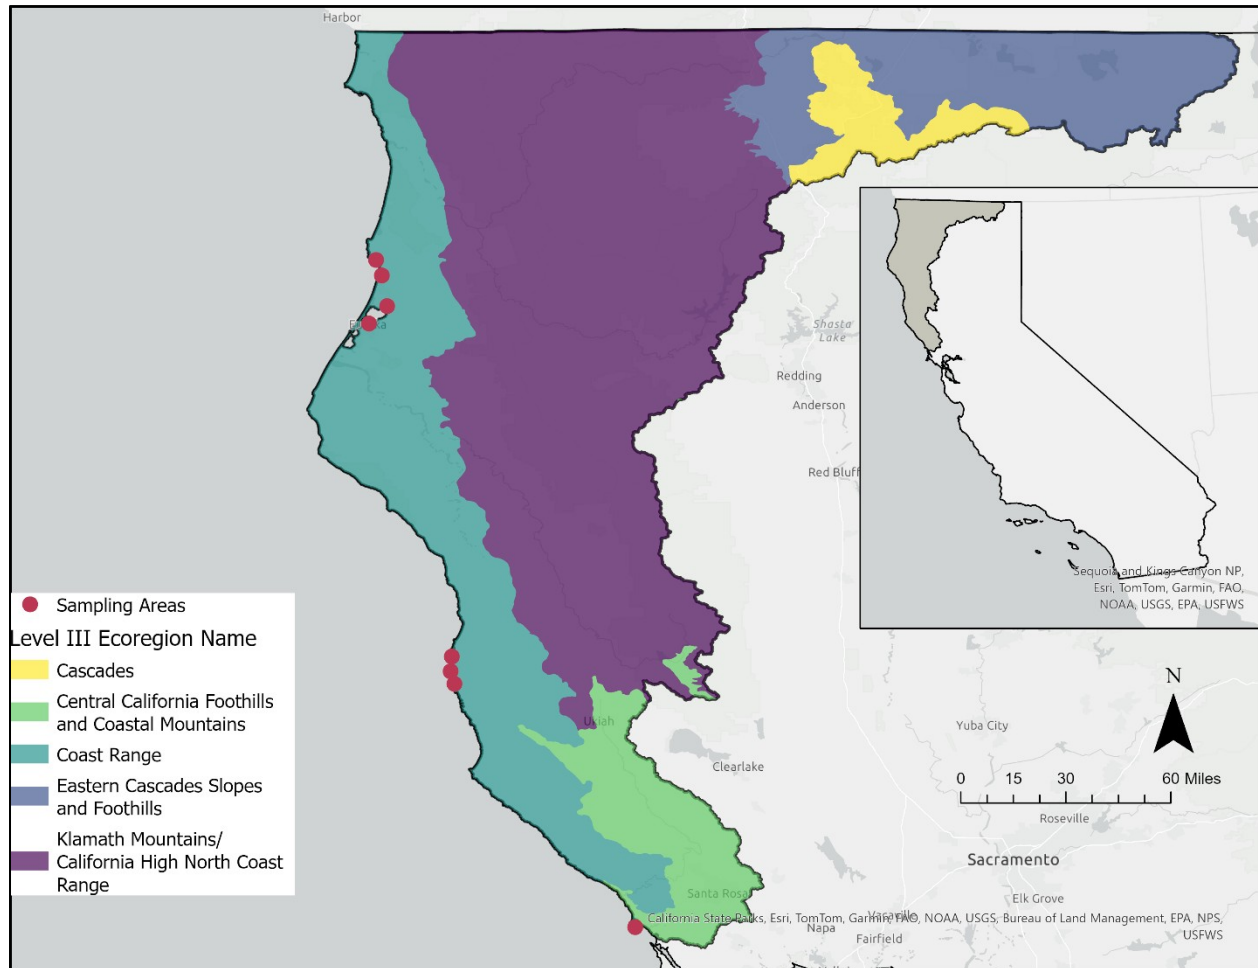 Harbor
Eureka
Shasta
Lake
Redding
Anderson
Red Bluff
Sequoia and Kings Canyon NP,
Esri, TomTom, Garmin, FAO,
NOAA, USGS, EPA, USFWS
Sampling Areas
Level III Ecoregion Name
Cascades
Central California Foothills
and Coastal Mountains
Coast Range
Eastern Cascades Slopes
and Foothills
Klamath Mountains/
California High North Coast
Range
Ukiah
Clearlake
Yuba City
N
0 15 30 60 Miles
Roseville
Sacramento
Elk Grove
Santa Rosa
California State Parks, Esri, TomTom, Garmin, FAO, NOAA, USGS, Bureau of Land Management, EPA, NPS,
USFWS
Vacaville
Napa
Fairfield